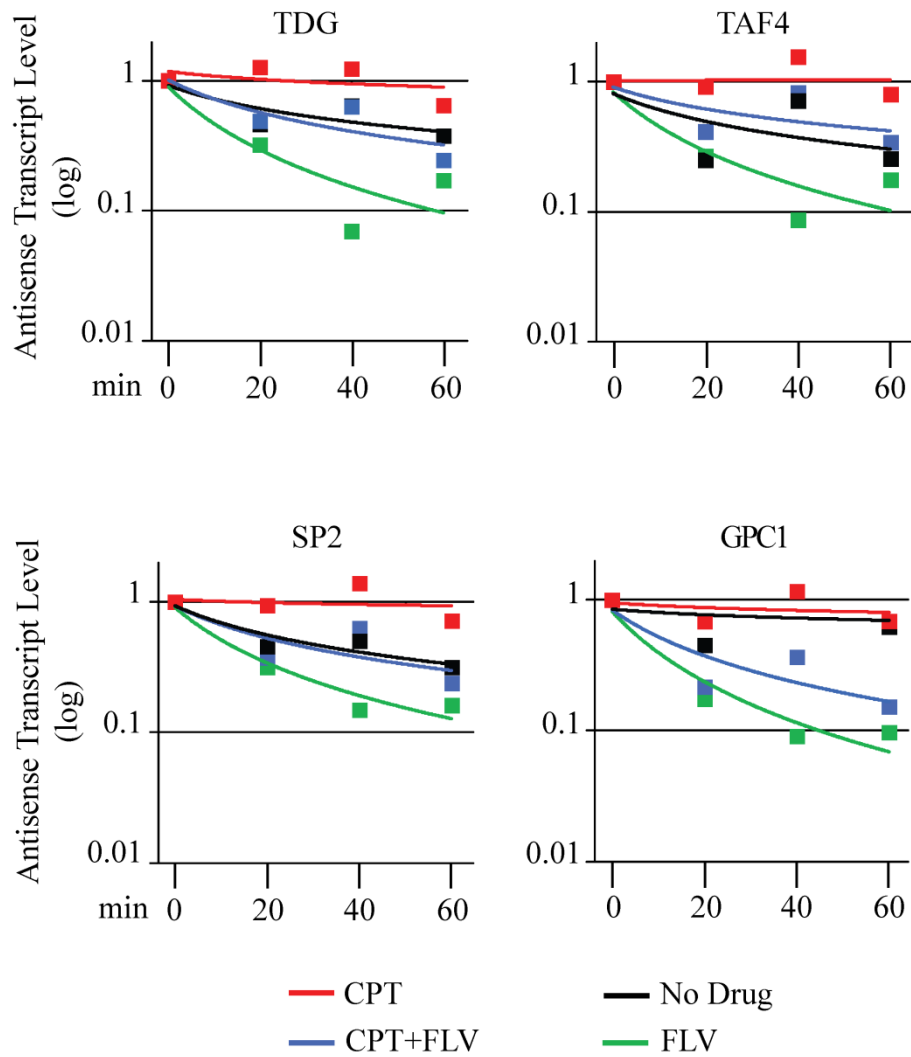 TDG
TAF4
Antisense Transcript Level
(log)
1
0.1
0.01
min
0
20
40
60
1
0.1
0.01
0
20
40
60
SP2
GPC1
Antisense Transcript Level
(log)
1
0.1
0.01
min
0
20
40
60
1
0.1
0.01
0
20
40
60
CPT
No Drug
CPT+FLV
FLV